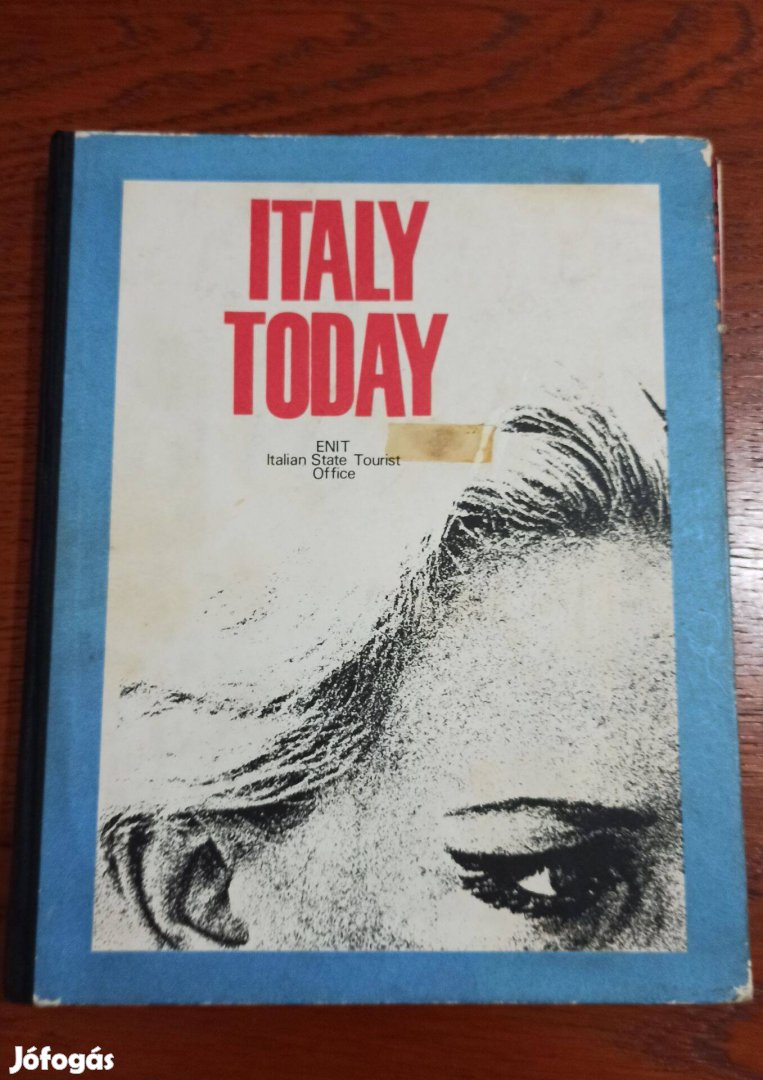 ITALY
TODAY
ENIT
Italian State Tourist
Office
Jófogás